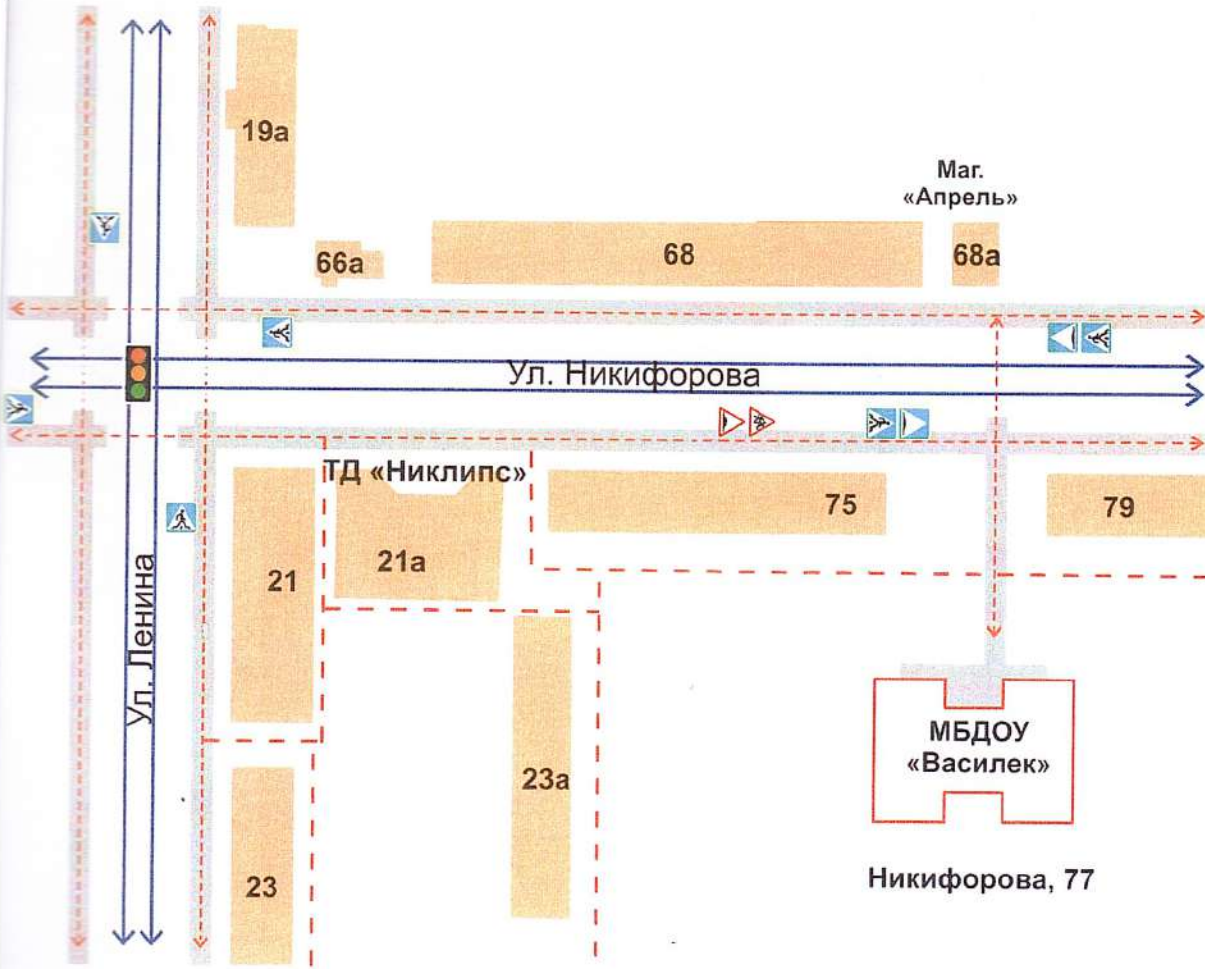 19а
Маг.
«Апрель»
66а
68
68а
Ул. Никифорова
ТД «Никлипс»
75
79
21а
21
Ул. Ленина
МБДОУ
«Василек»
23а
23
Никифорова, 77